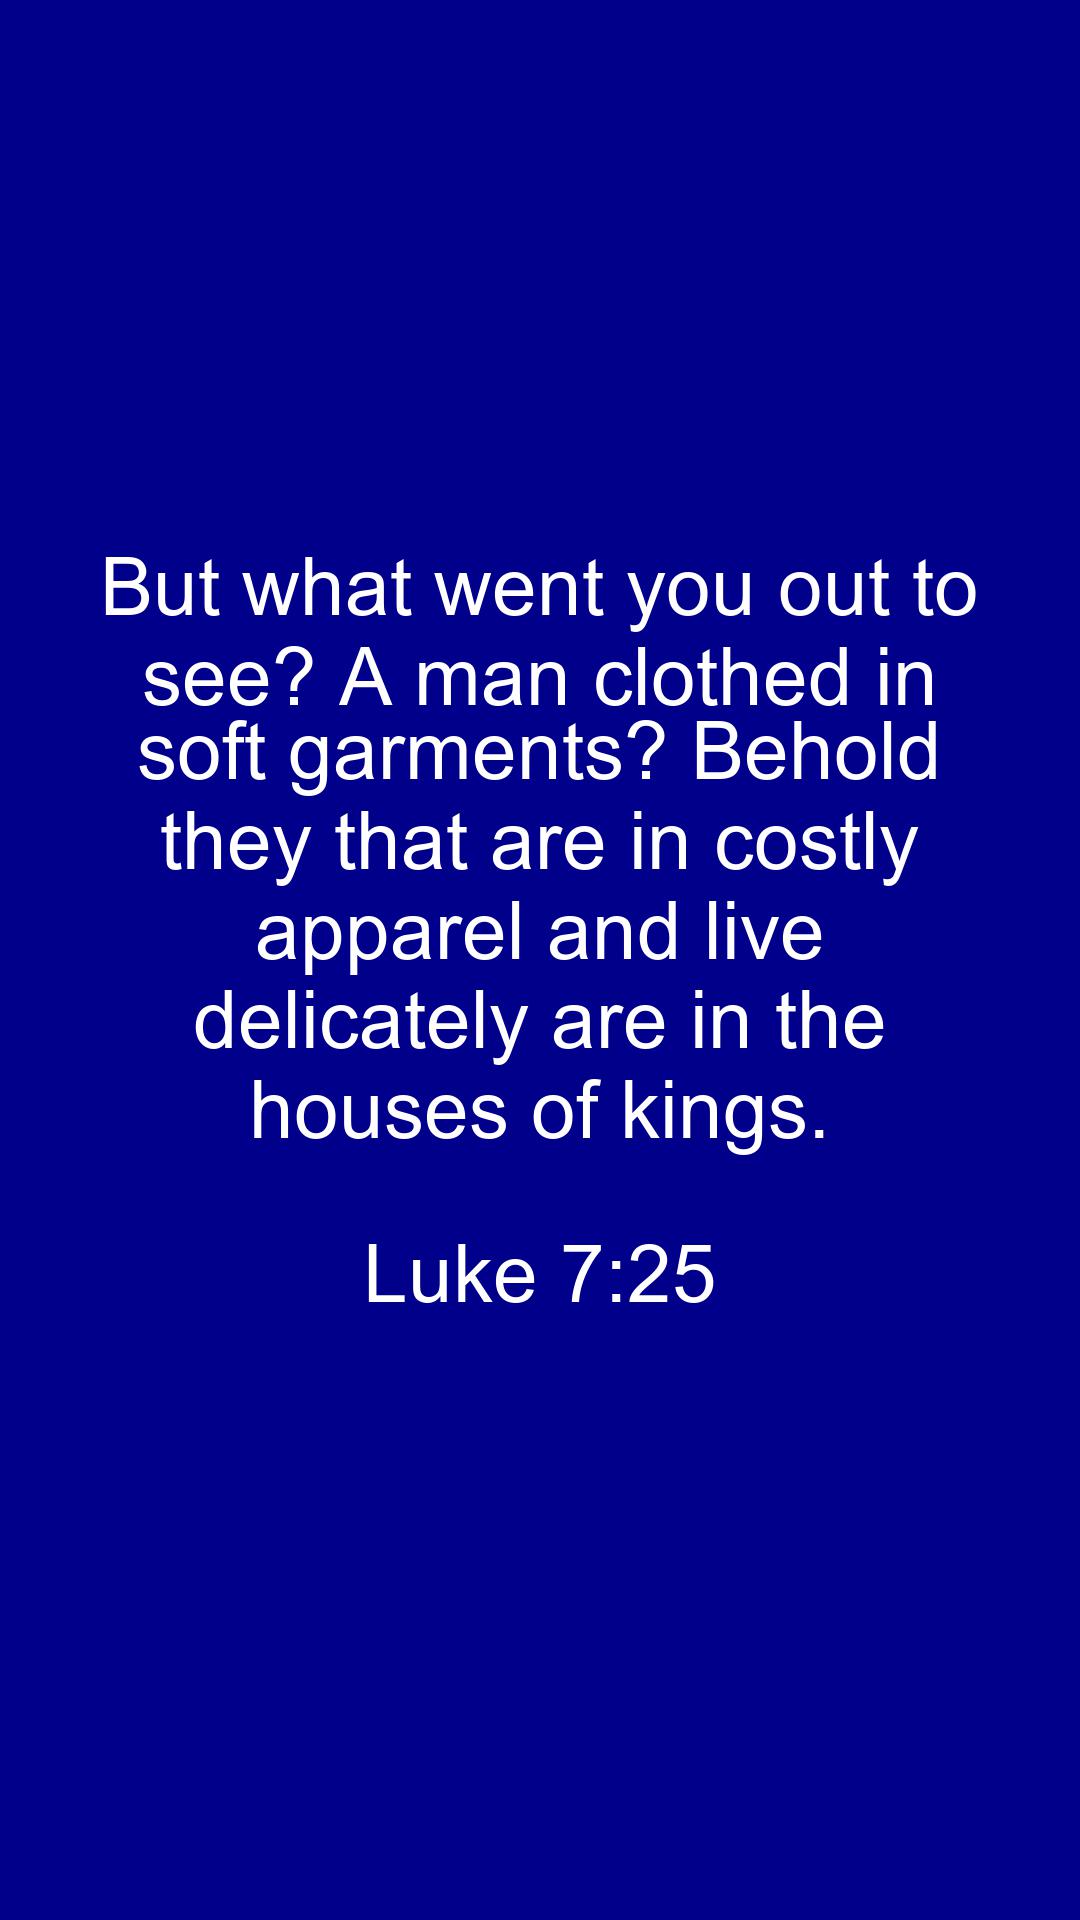 But what went you out to
see? A man clothed in
soft garments? Behold
they that are in costly
apparel and live
delicately are in the
houses of kings.
Luke 7:25